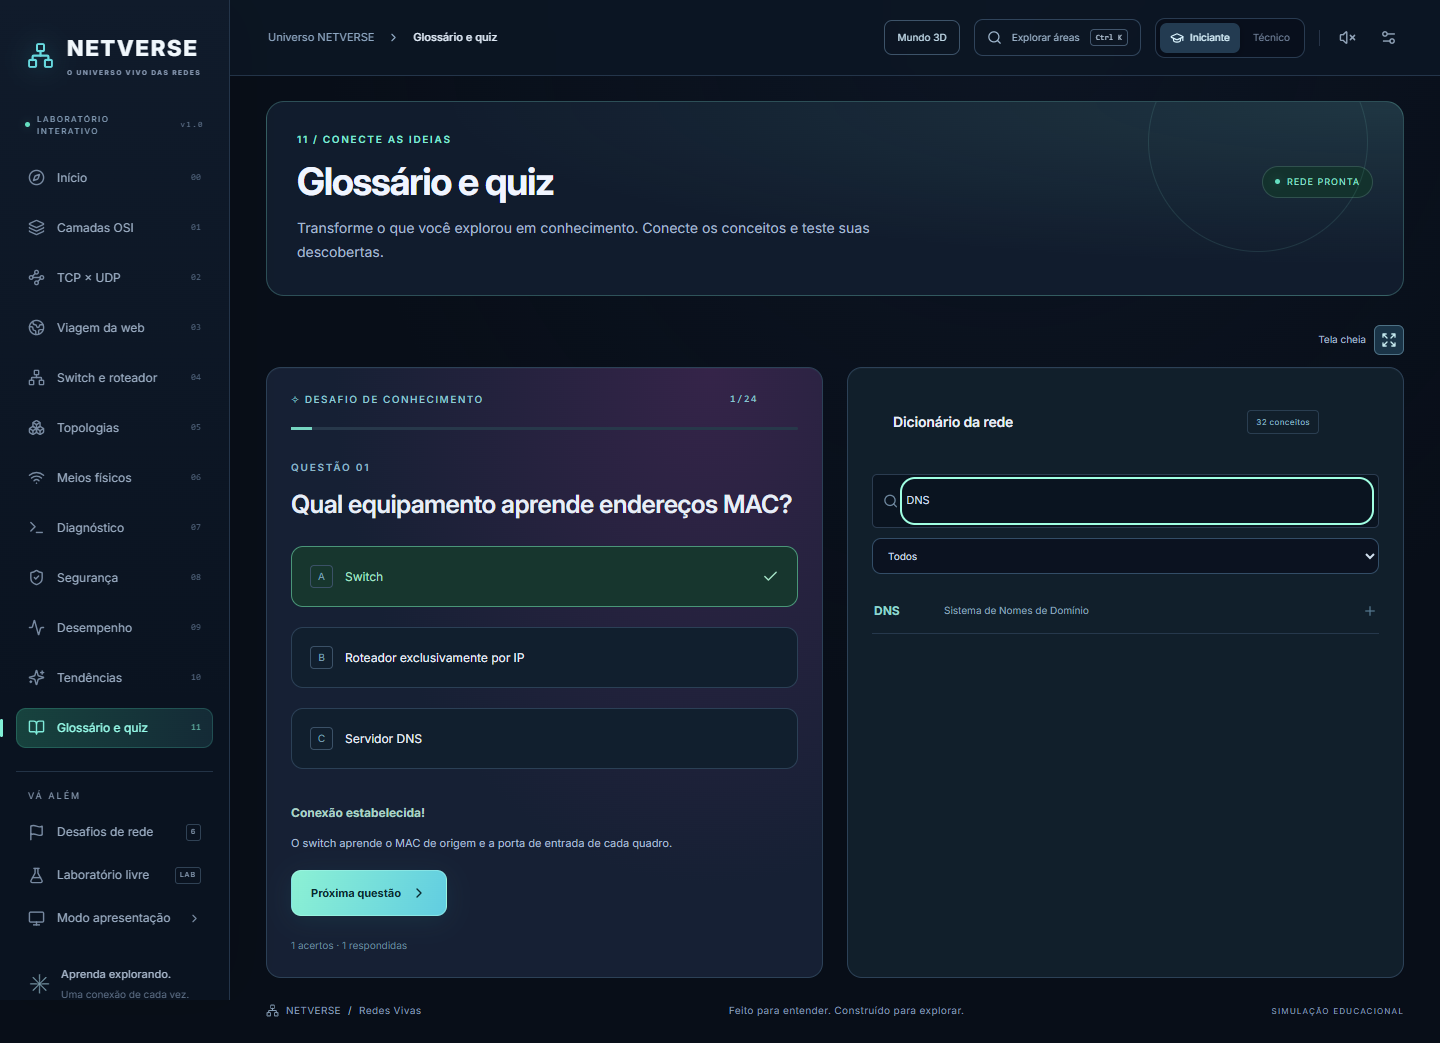 NETVERSE
O UNIVERSO VIVO DAS REDES
LABORATÓRIO
INTERATIVO
v1.0
Início 00
Camadas OSI 01
TCP × UDP 02
Viagem da web 03
Switch e roteador 04
Topologias 05
Meios físicos 06
Diagnóstico 07
Segurança 08
Desempenho 09
Tendências 10
Glossário e quiz 11
VÁ ALÉM
Desafios de rede 6
Laboratório livre LAB
Modo apresentação
Aprenda explorando.
Uma conexão de cada vez.
Universo NETVERSE > Glossário e quiz
Mundo 3D
Explorar áreas Ctrl K
Iniciante
Técnico
11 / CONECTE AS IDEIAS
Glossário e quiz
Transforme o que você explorou em conhecimento. Conecte os conceitos e teste suas
descobertas.
REDE PRONTA
Tela cheia
DESAFIO DE CONHECIMENTO 1/24
QUESTÃO 01
Qual equipamento aprende endereços MAC?
A Switch
B Roteador exclusivamente por IP
C Servidor DNS
Conexão estabelecida!
O switch aprende o MAC de origem e a porta de entrada de cada quadro.
Próxima questão
1 acertos · 1 respondidas
Dicionário da rede
32 conceitos
DNS
Todos
DNS Sistema de Nomes de Domínio
NETVERSE / Redes Vivas
Feito para entender. Construído para explorar.
SIMULAÇÃO EDUCACIONAL